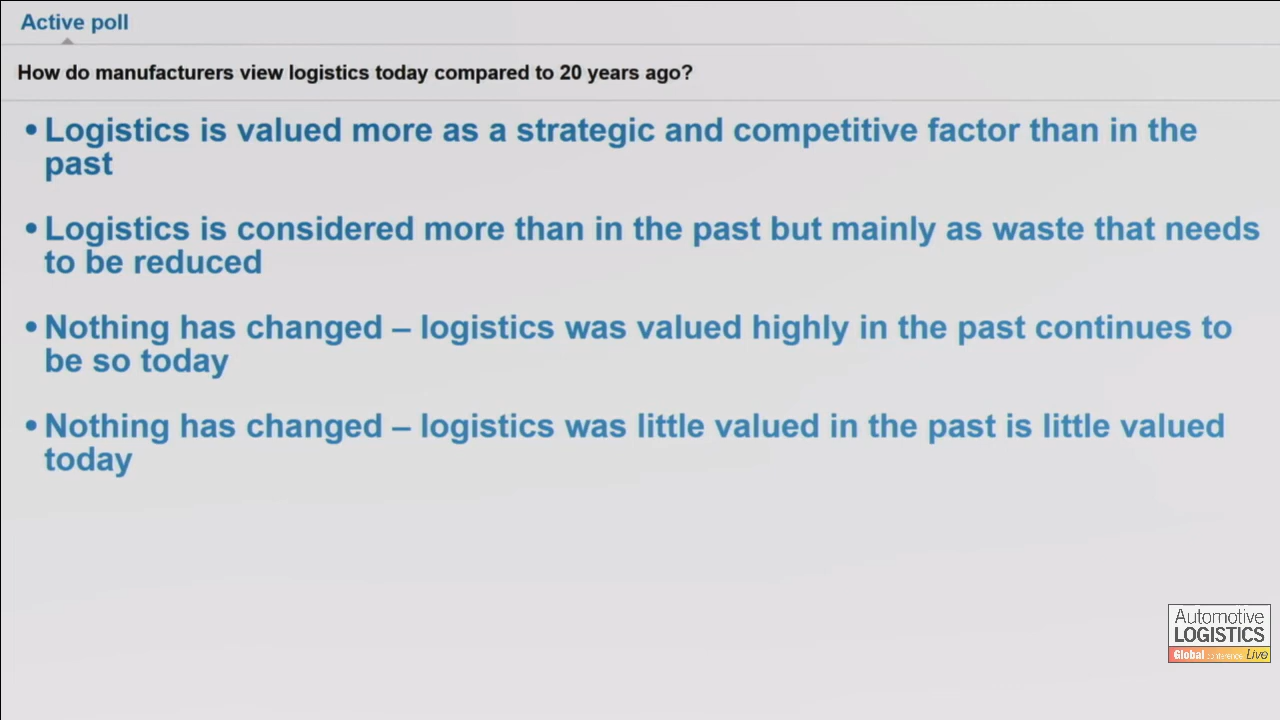 Active poll
How do manufacturers view logistics today compared to 20 years ago?
• Logistics is valued more as a strategic and competitive factor than in the
past
• Logistics is considered more than in the past but mainly as waste that needs
to be reduced
• Nothing has changed – logistics was valued highly in the past continues to
be so today
• Nothing has changed – logistics was little valued in the past is little valued
today
Automotive
LOGISTICS
Global conference Live